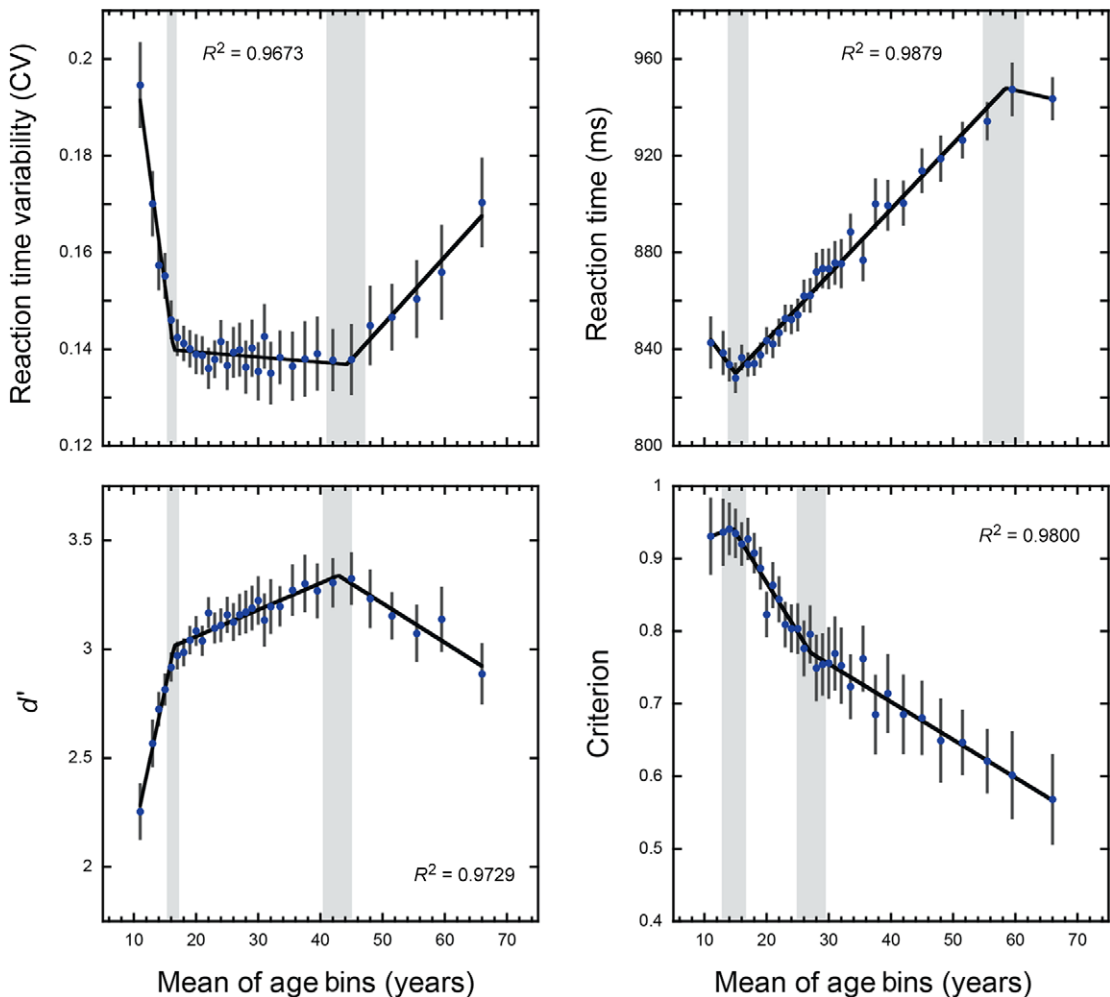 Reaction time variability (CV)
0.2
0.18
0.16
0.14
0.12
R² = 0.9673
Reaction time (ms)
960
920
880
840
800
R² = 0.9879
d'
3.5
3
2.5
2
R² = 0.9729
10 20 30 40 50 60 70
Mean of age bins (years)
Criterion
1
0.9
0.8
0.7
0.6
0.5
0.4
R² = 0.9800
10 20 30 40 50 60 70
Mean of age bins (years)